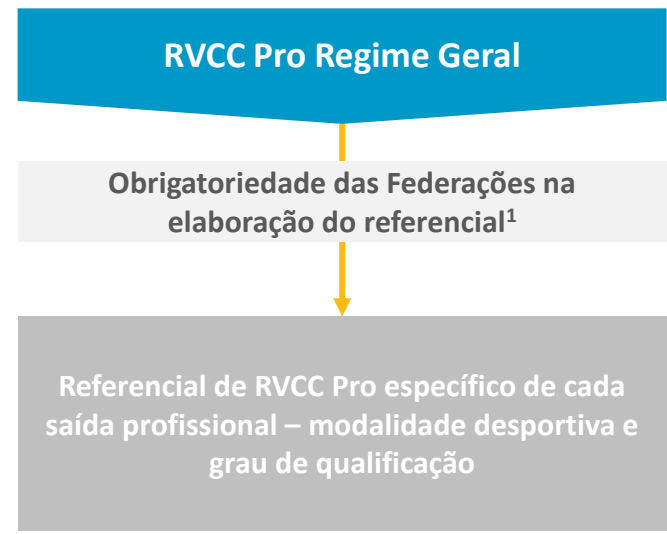 RVCC Pro Regime Geral
Obrigatoriedade das Federações na
elaboração do referencial¹
Referencial de RVCC Pro específico de cada
saída profissional – modalidade desportiva e
grau de qualificação